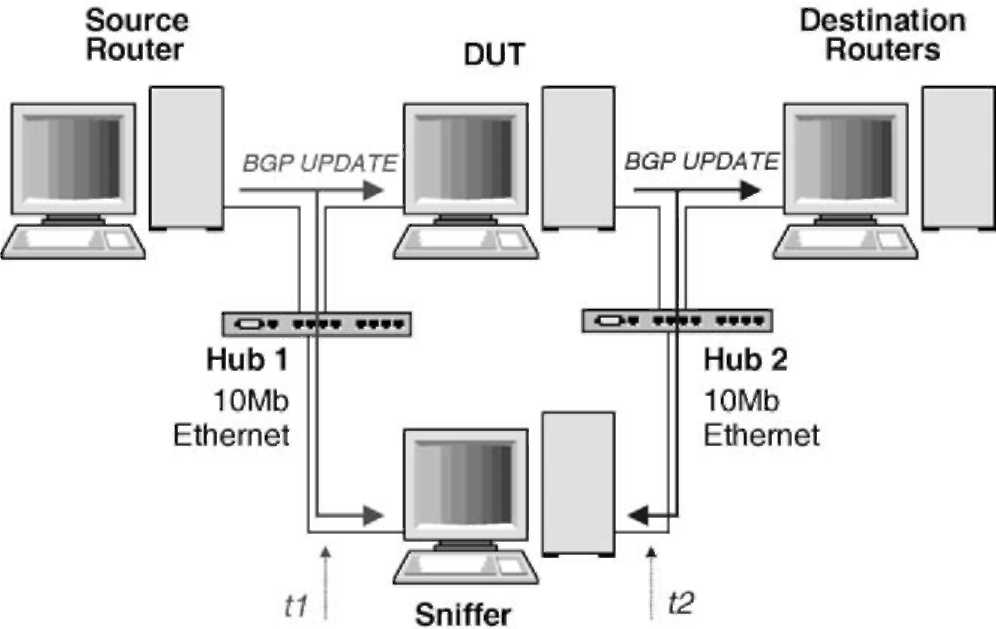 Source
Router
DUT
Destination
Routers
BGP UPDATE
BGP UPDATE
Hub 1
10Mb
Ethernet
Hub 2
10Mb
Ethernet
t1
Sniffer
t2